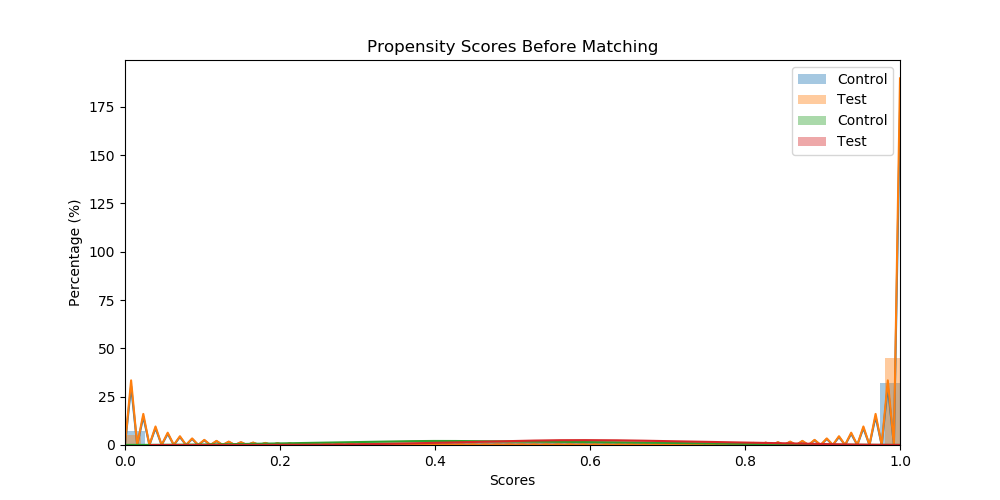 Propensity Scores Before Matching
Control
Test
Control
Test
Percentage (%)
175
150
125
100
75
50
25
0
0.0 0.2 0.4 0.6 0.8 1.0
Scores